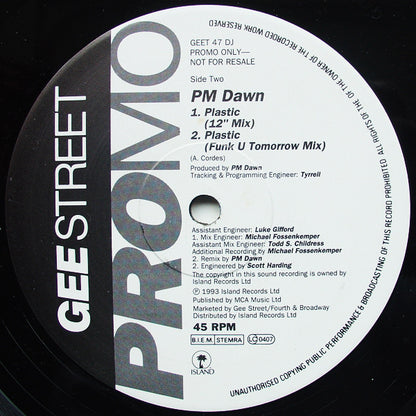 GEE STREET
PROMO
GEET 47 DJ
PROMO ONLY—
NOT FOR RESALE
Side Two
PM Dawn
1. Plastic
(12" Mix)
2. Plastic
(Funk U Tomorrow Mix)
(A. Cordes)
Produced by PM Dawn
Tracking & Programming Engineer: Tyrrell
Assistant Engineer: Luke Gifford
1. Mix Engineer: Michael Fossenkemper
Assistant Mix Engineer: Todd S. Childress
Additional Recording by Michael Fossenkemper
2. Remix by PM Dawn
2. Engineered by Scott Harding
The copyright in this sound recording is owned by
Island Records Ltd
℗ 1993 Island Records Ltd
Published by MCA Music Ltd
Marketed by Gee Street/Fourth & Broadway
Distributed by Island Records Ltd
45 RPM
B.I.E.M. STEMRA LC 0407
ISLAND
ALL RIGHTS OF THE OWNER OF THE RECORDED WORK RESERVED
UNAUTHORISED COPYING PUBLIC PERFORMANCE & BROADCASTING OF THIS RECORD PROHIBITED